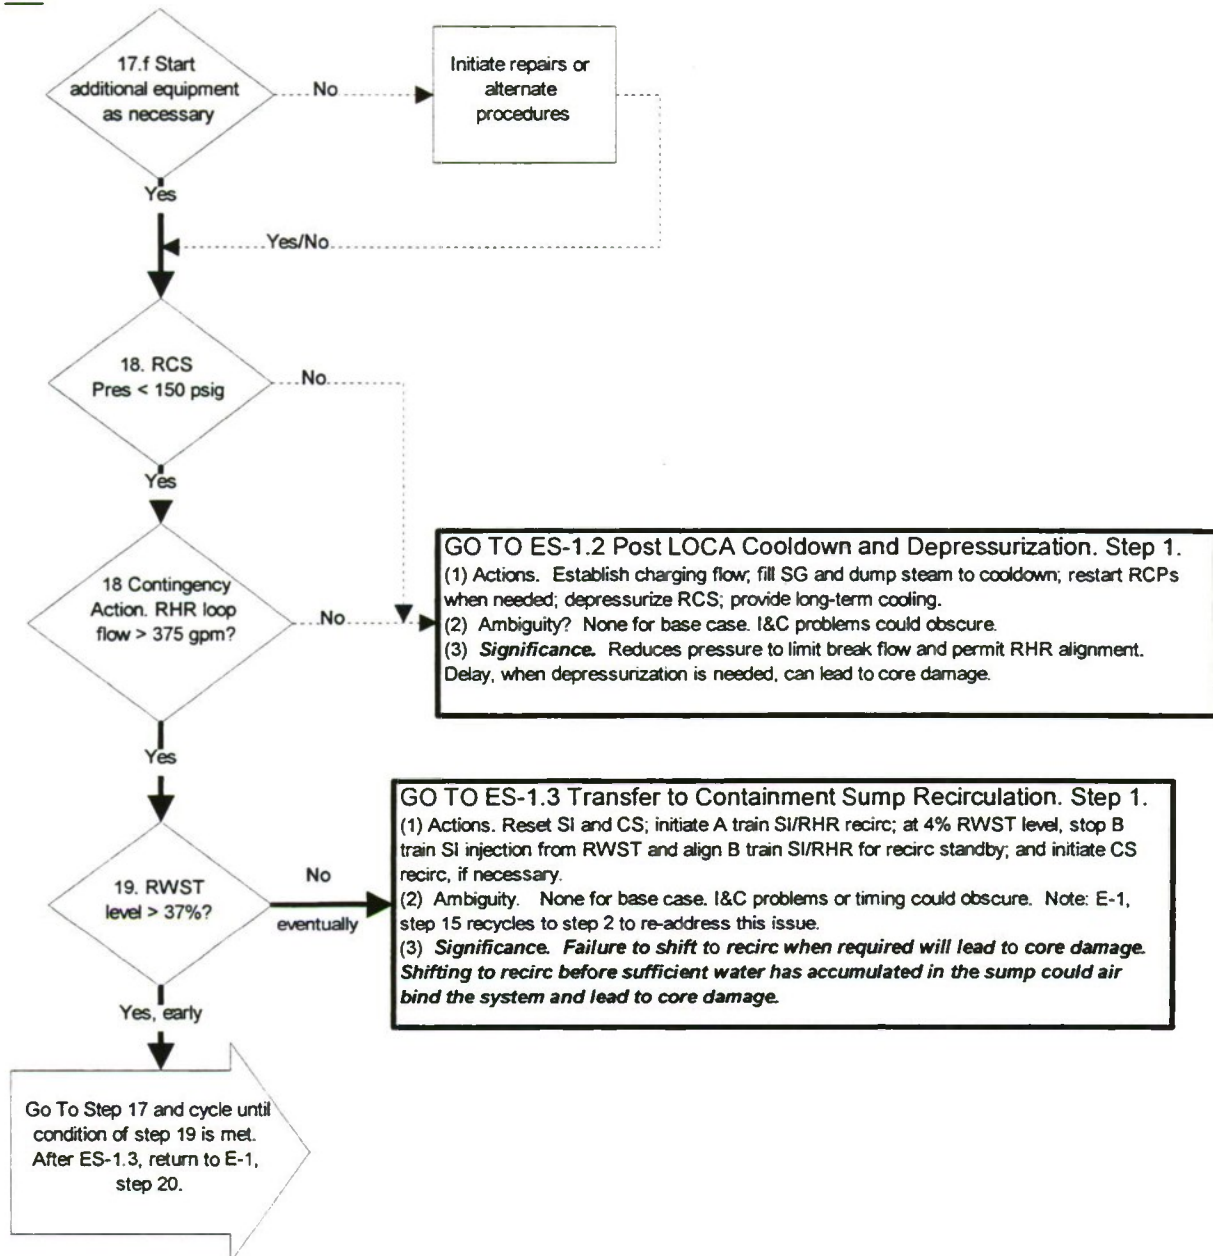 17.f Start
additional equipment
as necessary
No
Initiate repairs or
alternate
procedures
Yes
Yes/No
18. RCS
Pres < 150 psig
No
Yes
18 Contingency
Action. RHR loop
flow > 375 gpm?
No
GO TO ES-1.2 Post LOCA Cooldown and Depressurization. Step 1.
(1) Actions. Establish charging flow; fill SG and dump steam to cooldown; restart RCPs
when needed; depressurize RCS; provide long-term cooling.
(2) Ambiguity? None for base case. I&C problems could obscure.
(3) Significance. Reduces pressure to limit break flow and permit RHR alignment.
Delay, when depressurization is needed, can lead to core damage.
Yes
19. RWST
level > 37%?
No
eventually
GO TO ES-1.3 Transfer to Containment Sump Recirculation. Step 1.
(1) Actions. Reset SI and CS; initiate A train SI/RHR recirc; at 4% RWST level, stop B
train SI injection from RWST and align B train SI/RHR for recirc standby; and initiate CS
recirc, if necessary.
(2) Ambiguity. None for base case. I&C problems or timing could obscure. Note: E-1,
step 15 recycles to step 2 to re-address this issue.
(3) Significance. Failure to shift to recirc when required will lead to core damage.
Shifting to recirc before sufficient water has accumulated in the sump could air
bind the system and lead to core damage.
Yes, early
Go To Step 17 and cycle until
condition of step 19 is met.
After ES-1.3, return to E-1,
step 20.